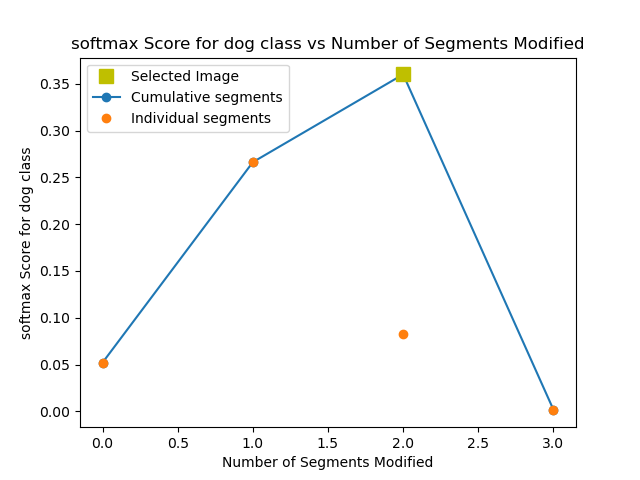 softmax Score for dog class vs Number of Segments Modified
Selected Image
Cumulative segments
Individual segments
softmax Score for dog class
0.35
0.30
0.25
0.20
0.15
0.10
0.05
0.00
0.0 0.5 1.0 1.5 2.0 2.5 3.0
Number of Segments Modified